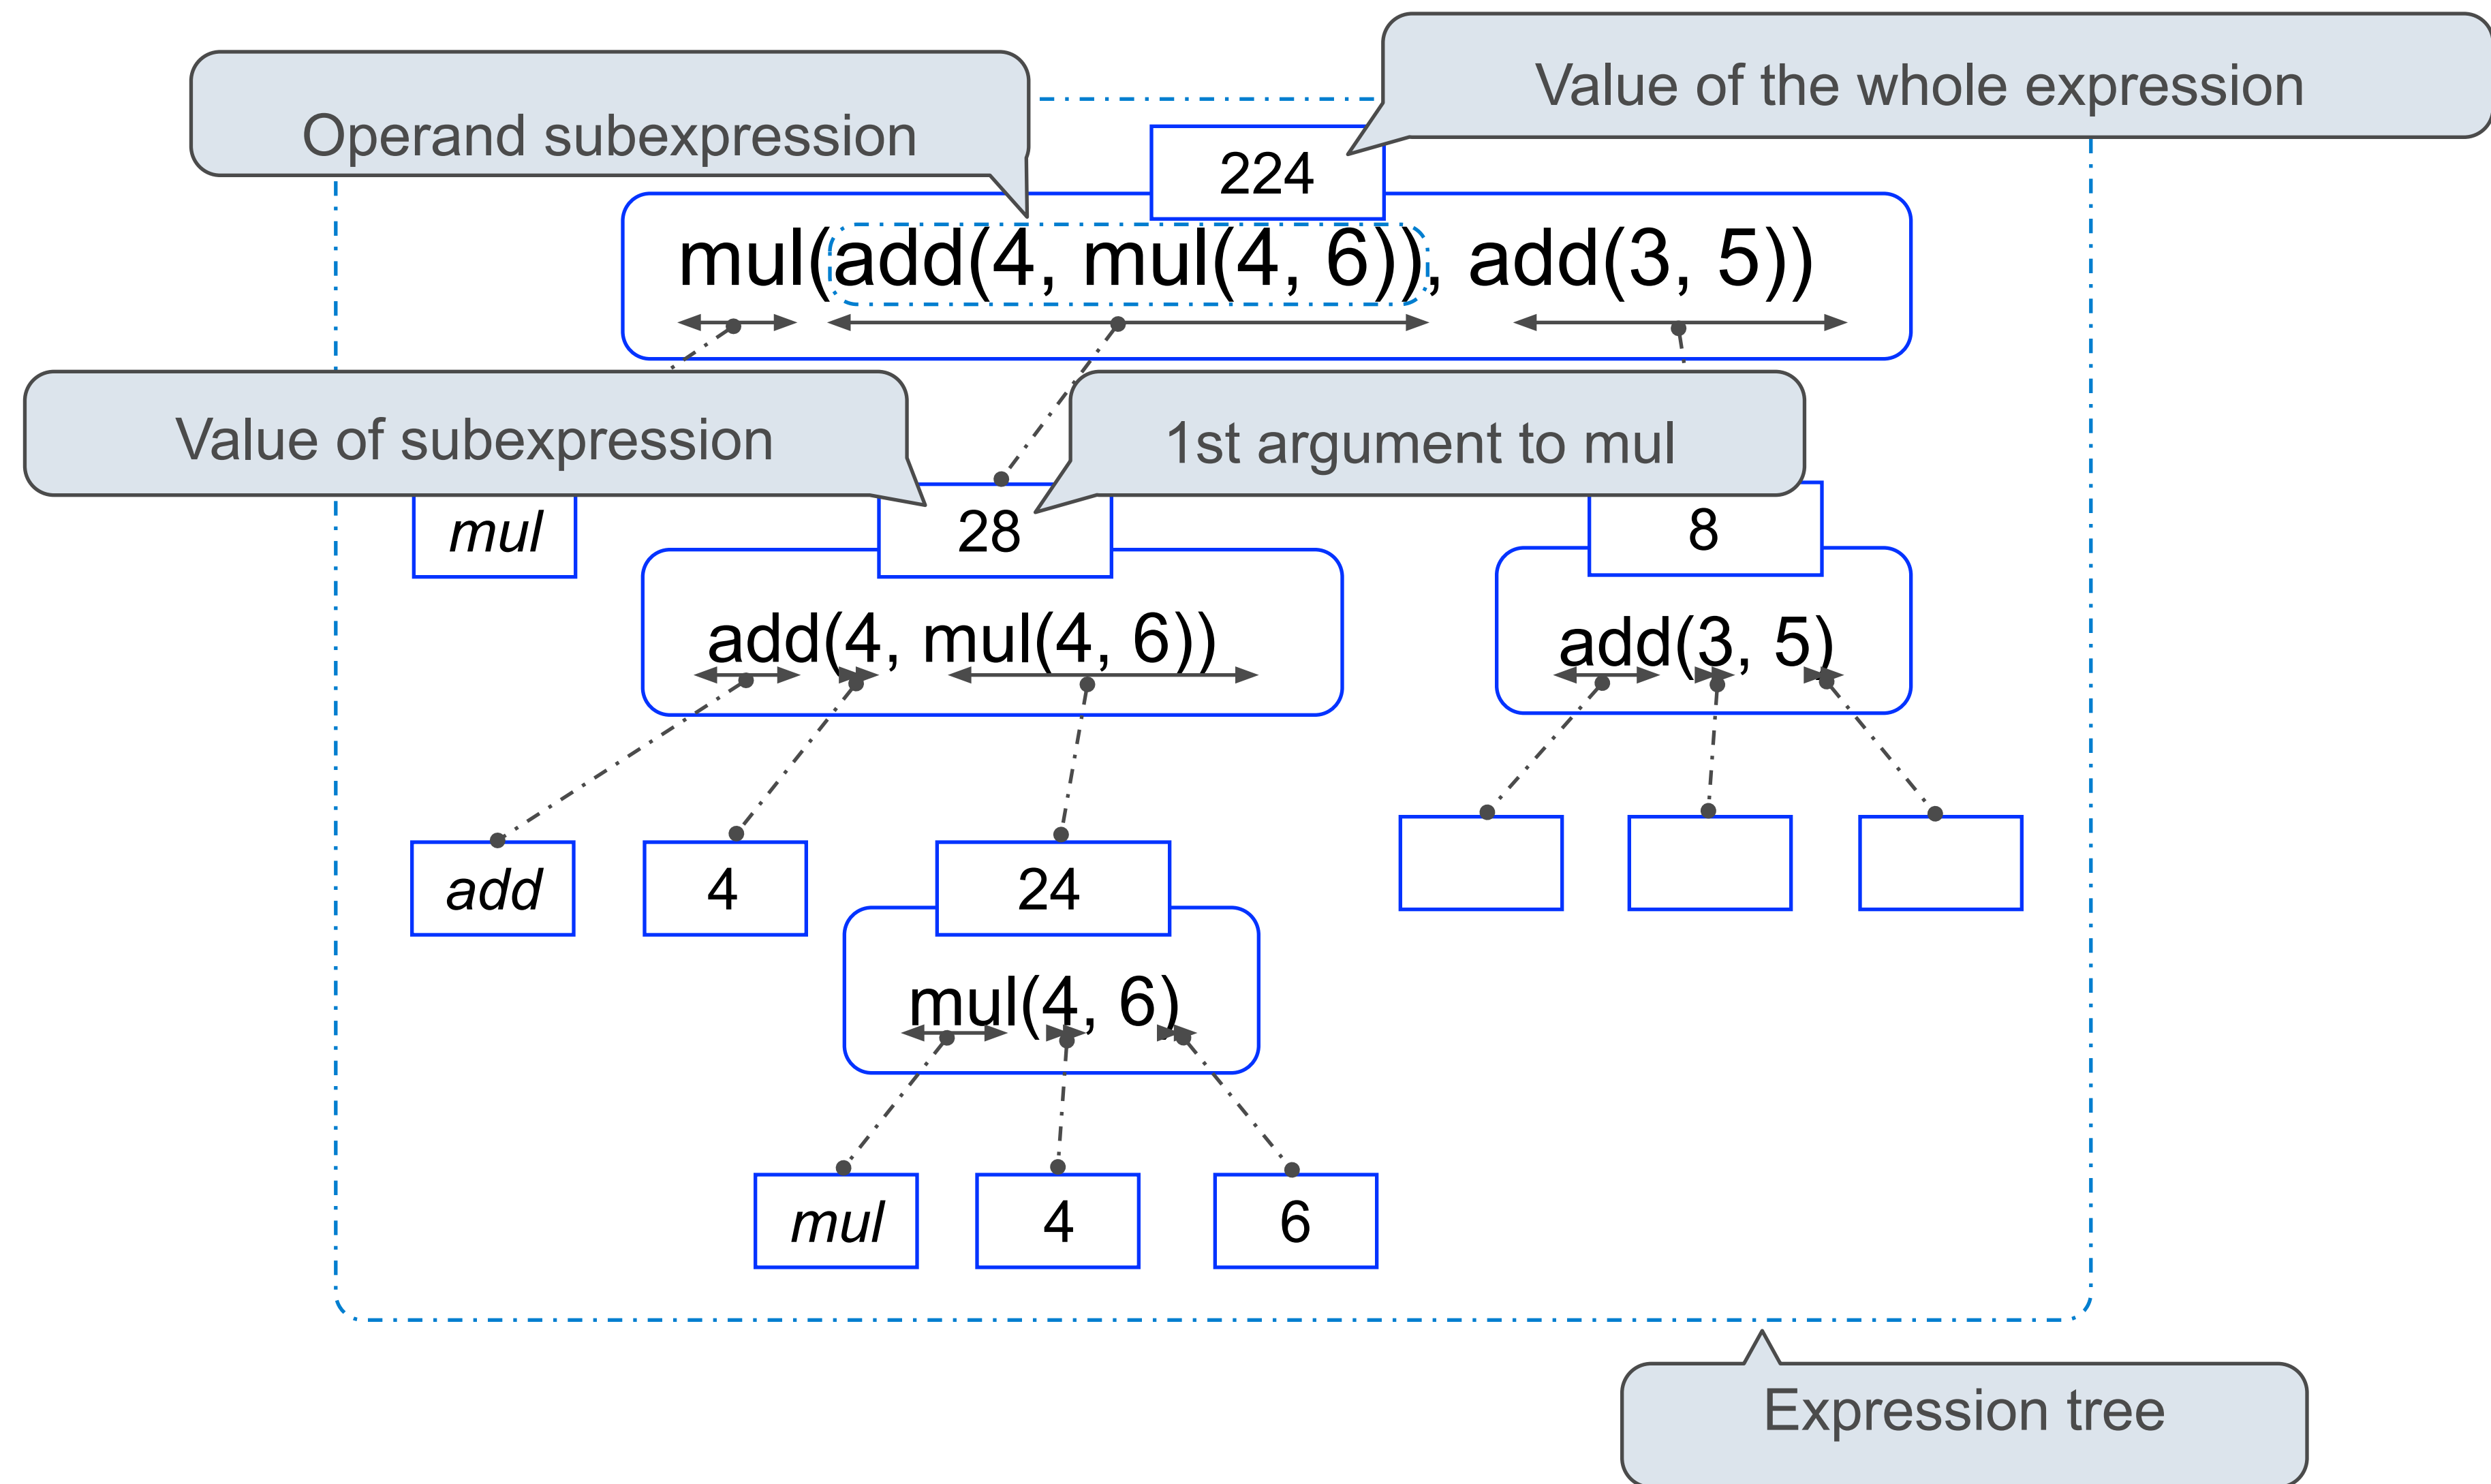 Value of the whole expression
Operand subexpression
224
mul(add(4, mul(4, 6)), add(3, 5))
Value of subexpression
1st argument to mul
mul
28
8
add(4, mul(4, 6))
add(3, 5)
add
4
24
mul(4, 6)
mul
4
6
Expression tree